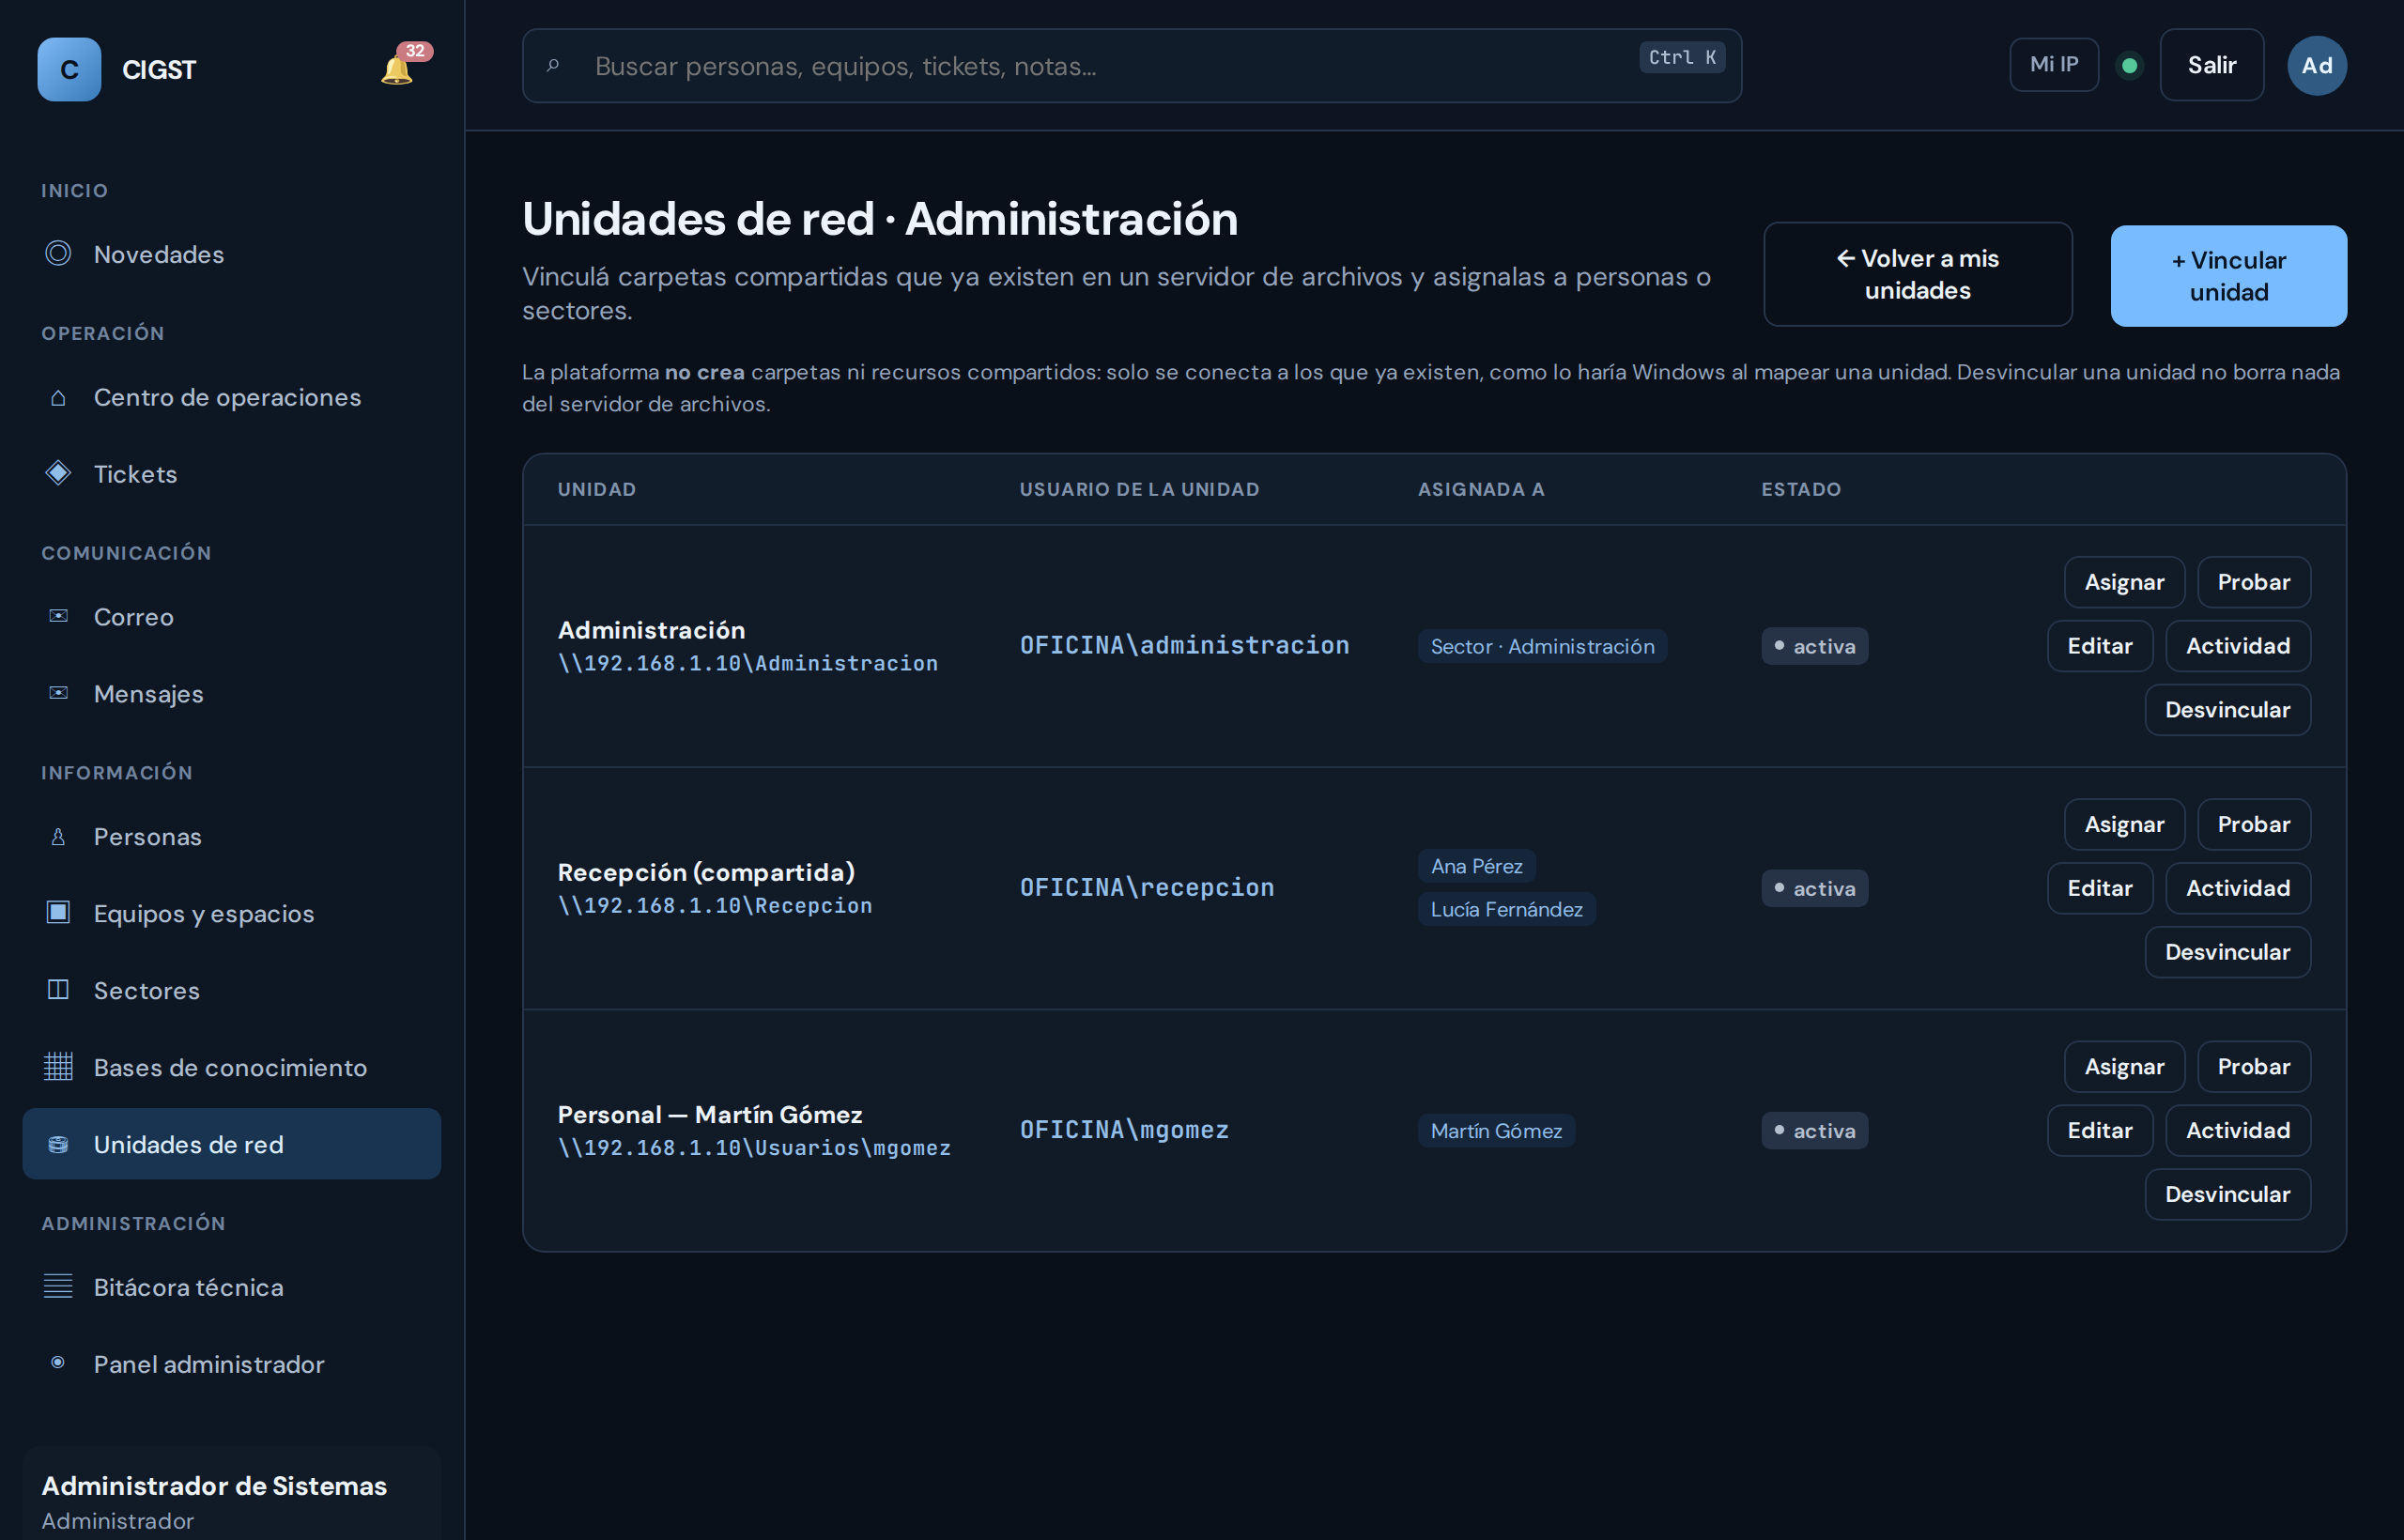 C CIGST 32
INICIO
Novedades
OPERACIÓN
Centro de operaciones
Tickets
COMUNICACIÓN
Correo
Mensajes
INFORMACIÓN
Personas
Equipos y espacios
Sectores
Bases de conocimiento
Unidades de red
ADMINISTRACIÓN
Bitácora técnica
Panel administrador
Administrador de Sistemas
Administrador
Buscar personas, equipos, tickets, notas... Ctrl K
Mi IP Salir Ad
Unidades de red · Administración
Vinculá carpetas compartidas que ya existen en un servidor de archivos y asignalas a personas o
sectores.
← Volver a mis
unidades
+ Vincular
unidad
La plataforma no crea carpetas ni recursos compartidos: solo se conecta a los que ya existen, como lo haría Windows al mapear una unidad. Desvincular una unidad no borra nada
del servidor de archivos.
UNIDAD USUARIO DE LA UNIDAD ASIGNADA A ESTADO
Administración
\\192.168.1.10\Administracion
OFICINA\administracion
Sector · Administración
activa
Asignar Probar
Editar Actividad
Desvincular
Recepción (compartida)
\\192.168.1.10\Recepcion
OFICINA\recepcion
Ana Pérez
Lucía Fernández
activa
Asignar Probar
Editar Actividad
Desvincular
Personal — Martín Gómez
\\192.168.1.10\Usuarios\mgomez
OFICINA\mgomez
Martín Gómez
activa
Asignar Probar
Editar Actividad
Desvincular